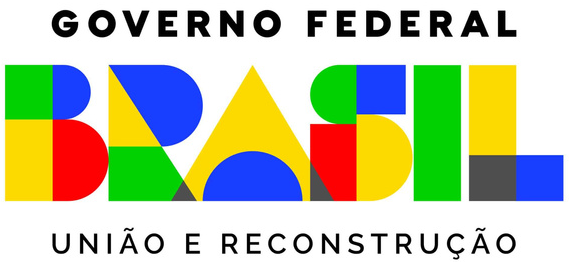 GOVERNO FEDERAL
BRASIL
UNIÃO E RECONSTRUÇÃO